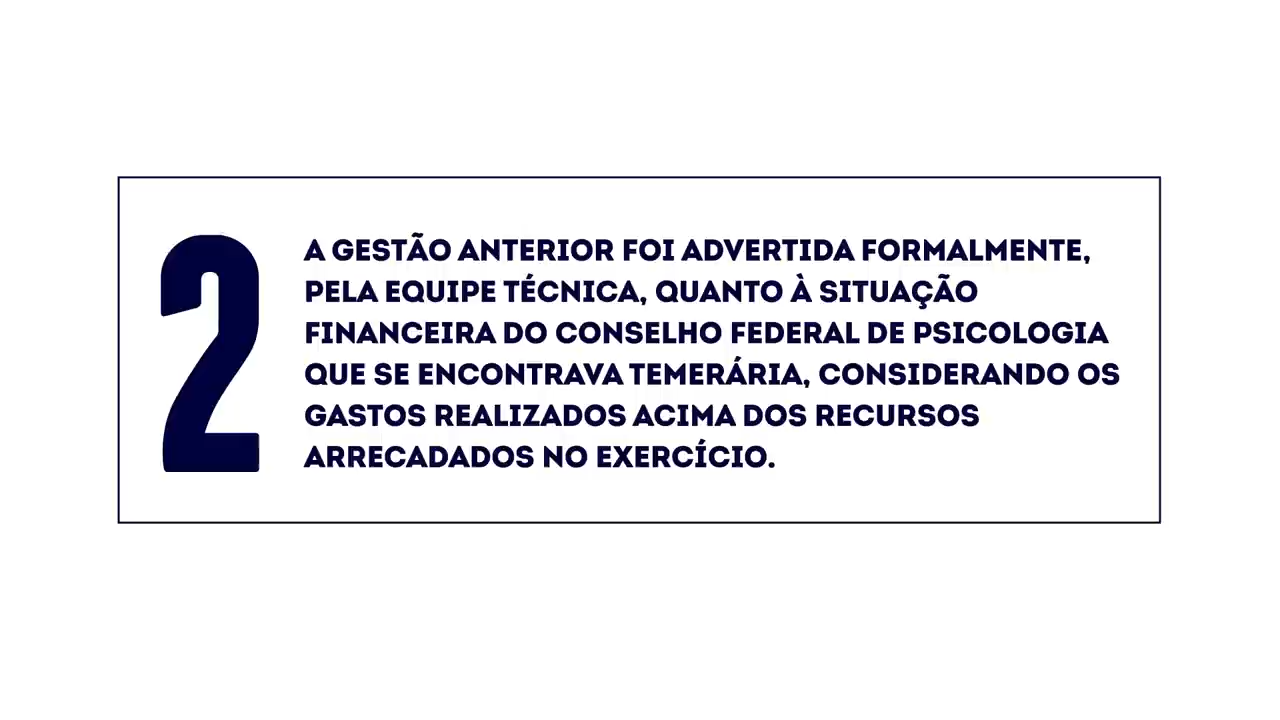 2
A GESTÃO ANTERIOR FOI ADVERTIDA FORMALMENTE,
PELA EQUIPE TÉCNICA, QUANTO À SITUAÇÃO
FINANCEIRA DO CONSELHO FEDERAL DE PSICOLOGIA
QUE SE ENCONTRAVA TEMERÁRIA, CONSIDERANDO OS
GASTOS REALIZADOS ACIMA DOS RECURSOS
ARRECADADOS NO EXERCÍCIO.